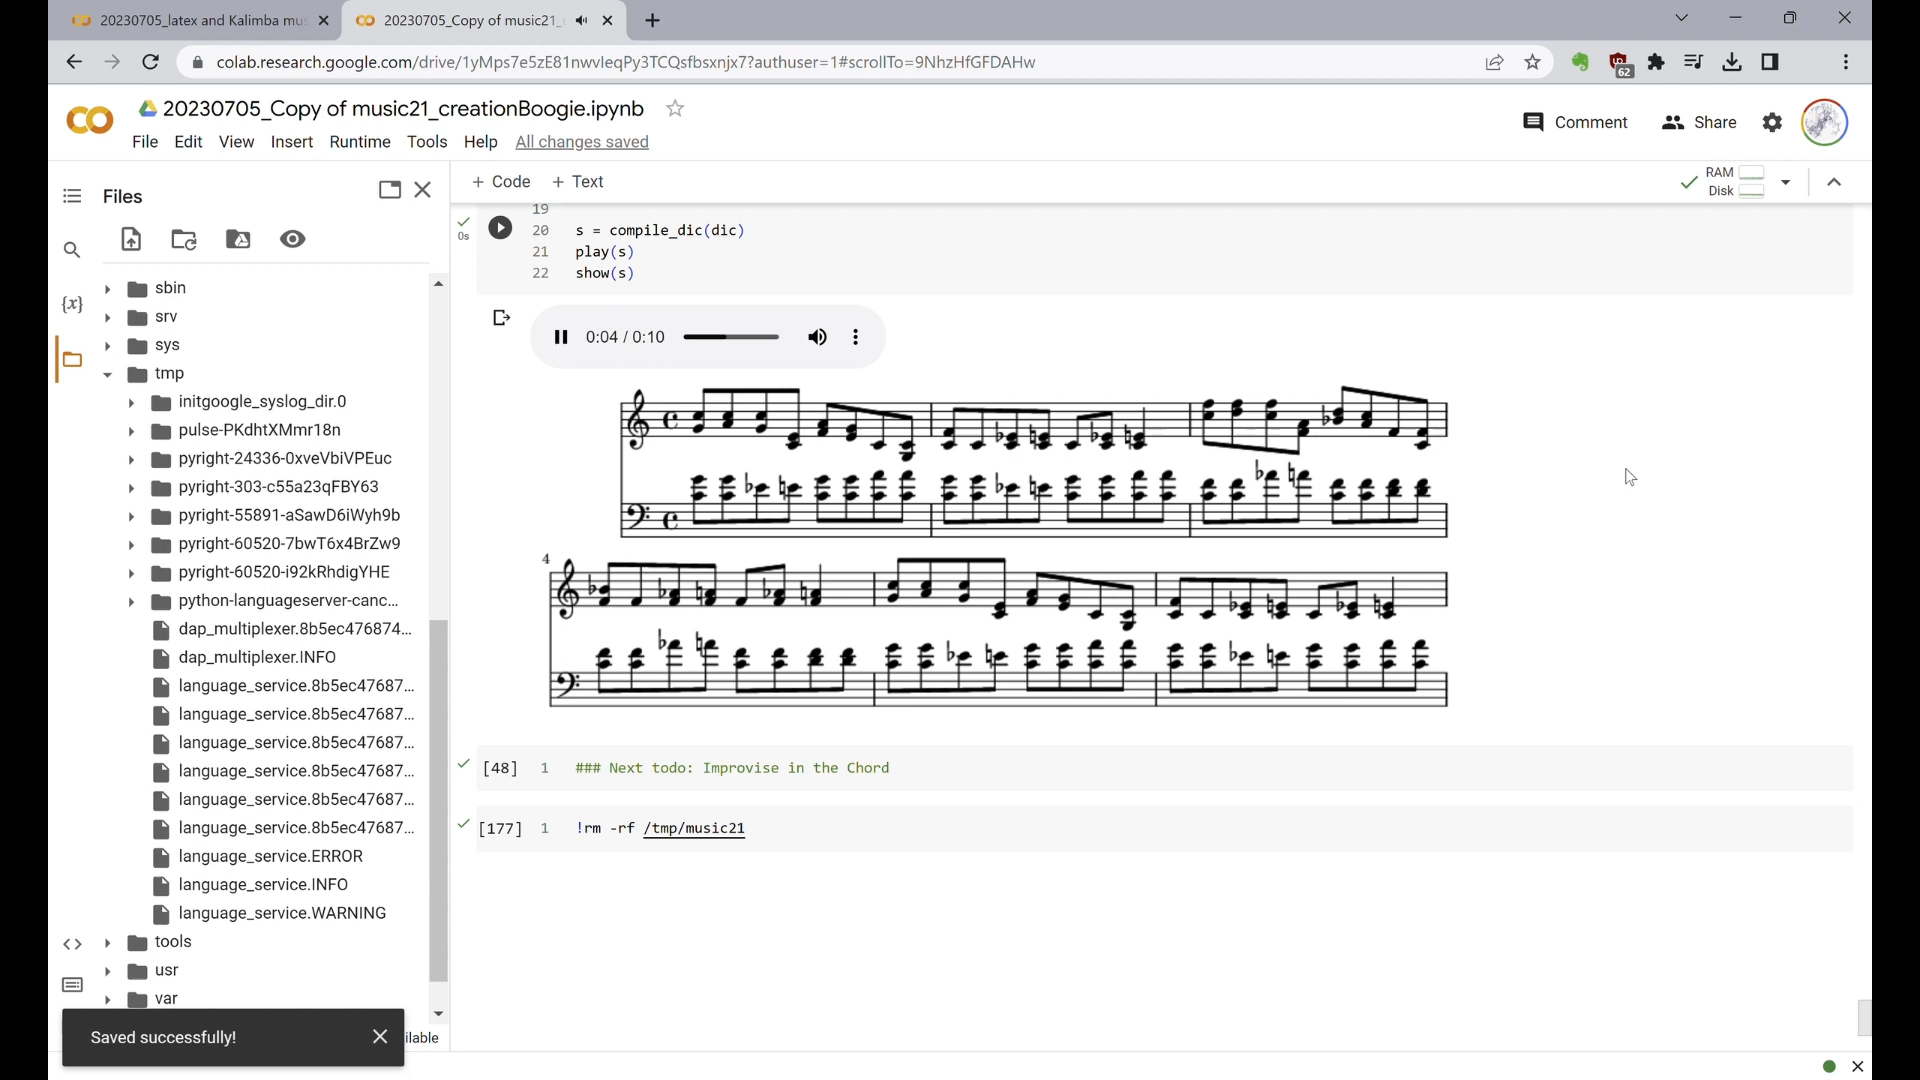 20230705_latex and Kalimba mus
20230705_Copy of music21_c
colab.research.google.com/drive/1yMps7e5zE81nwvIeqPy3TCQsfbsxnjx7?authuser=1#scrollTo=9NhzHfGFDAHw
62
20230705_Copy of music21_creationBoogie.ipynb
File Edit View Insert Runtime Tools Help All changes saved
Comment
Share
Files
+ Code + Text
RAM
Disk
{x}
sbin
srv
sys
tmp
initgoogle_syslog_dir.0
pulse-PKdhtXMmr18n
pyright-24336-0xveVbiVPEuc
pyright-303-c55a23qFBY63
pyright-55891-aSawD6iWyh9b
pyright-60520-7bwT6x4BrZw9
pyright-60520-i92kRhdigYHE
python-languageserver-canc...
dap_multiplexer.8b5ec476874...
dap_multiplexer.INFO
language_service.8b5ec47687...
language_service.8b5ec47687...
language_service.8b5ec47687...
language_service.8b5ec47687...
language_service.8b5ec47687...
language_service.8b5ec47687...
language_service.ERROR
language_service.INFO
language_service.WARNING
tools
usr
var
Saved successfully!
ilable
0s
19
20 s = compile_dic(dic)
21 play(s)
22 show(s)
0:04 / 0:10
4
[48] 1 ### Next todo: Improvise in the Chord
[177] 1 !rm -rf /tmp/music21